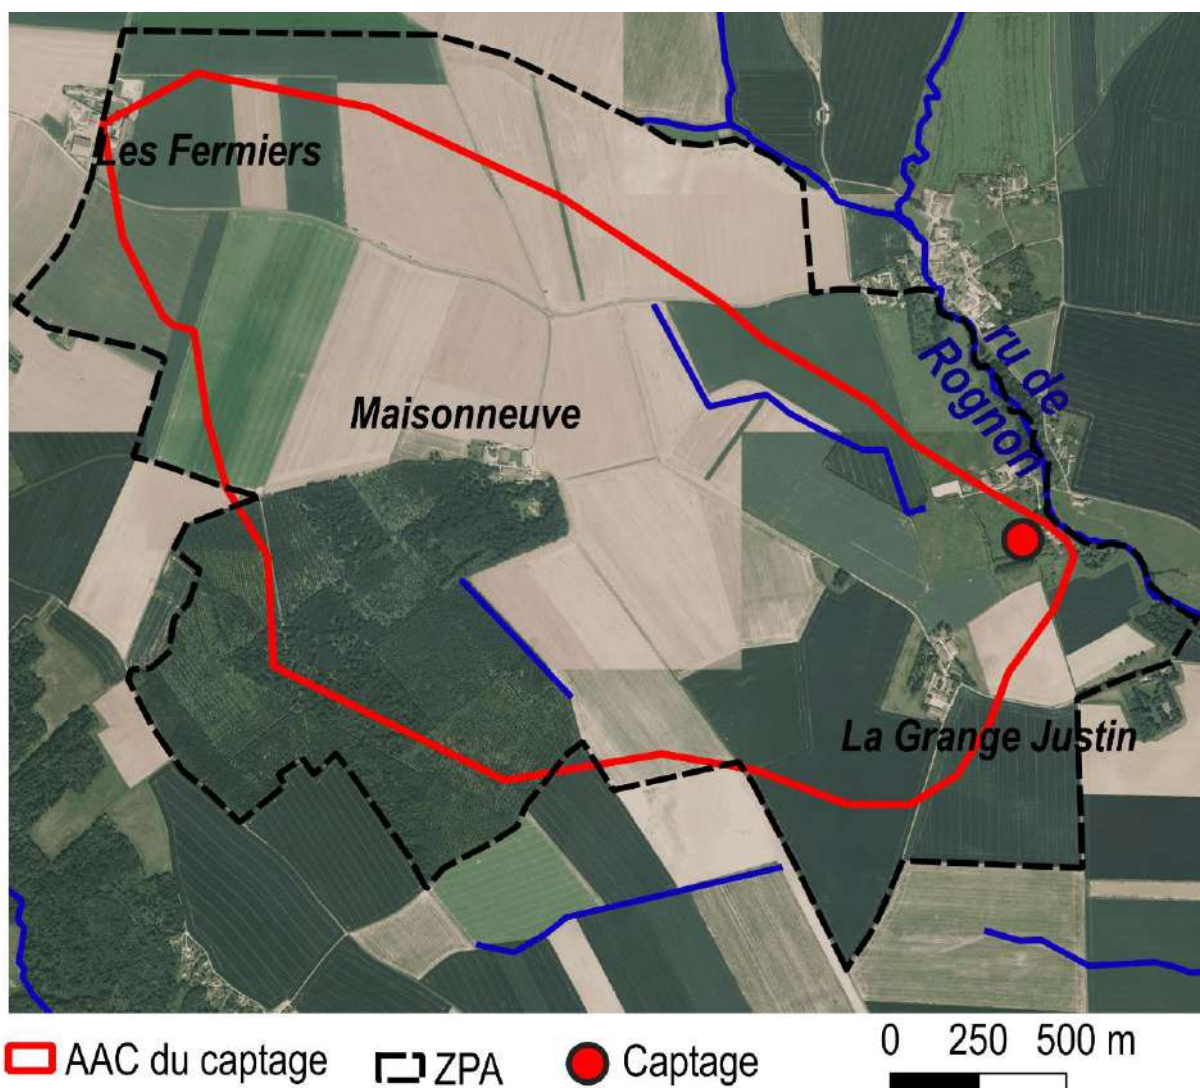 Les Fermiers
ru de
Rognon
Maisonneuve
La Grange Justin
AAC du captage
ZPA
Captage
0 250 500 m